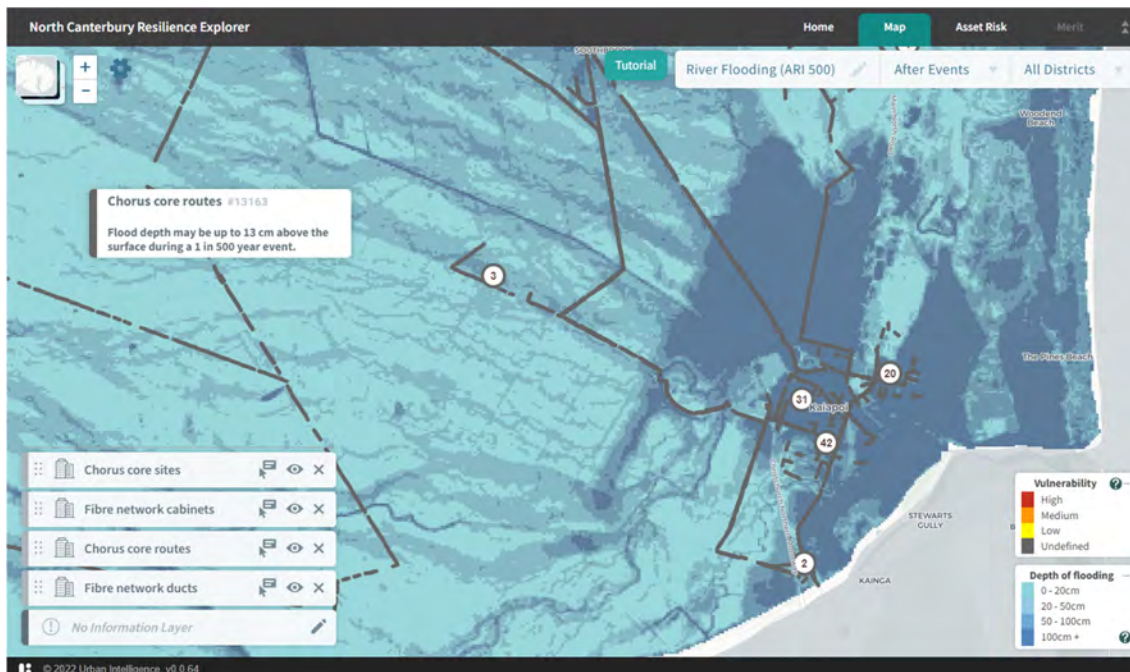 North Canterbury Resilience Explorer
Home
Map
Asset Risk
Merit
Tutorial
River Flooding (ARI 500)
After Events
All Districts
+
−
Woodend
Beach
Chorus core routes #13163
Flood depth may be up to 13 cm above the
surface during a 1 in 500 year event.
3
The Pines Beach
20
31
Kaiapoi
42
Chorus core sites
Fibre network cabinets
Chorus core routes
Fibre network ducts
No Information Layer
STEWARTS
GULLY
2
KAINGA
Vulnerability
High
Medium
Low
Undefined
Depth of flooding
0 - 20cm
20 - 50cm
50 - 100cm
100cm +
© 2022 Urban Intelligence v0.0.64